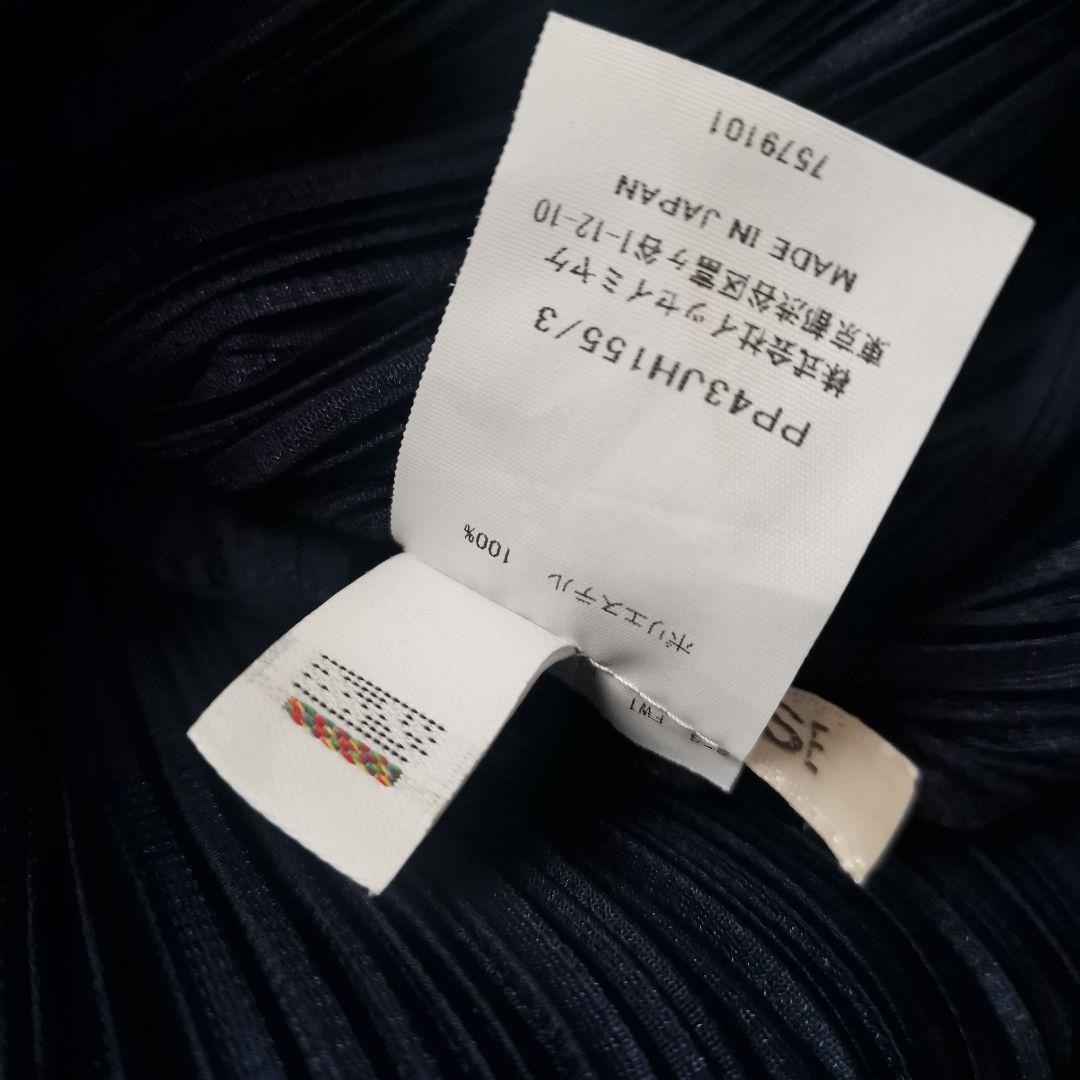 ポリエステル 100%
PP43JH155/3
株式会社イッセイミヤケ
東京都渋谷区富ヶ谷1-12-10
MADE IN JAPAN
7579101
FW1